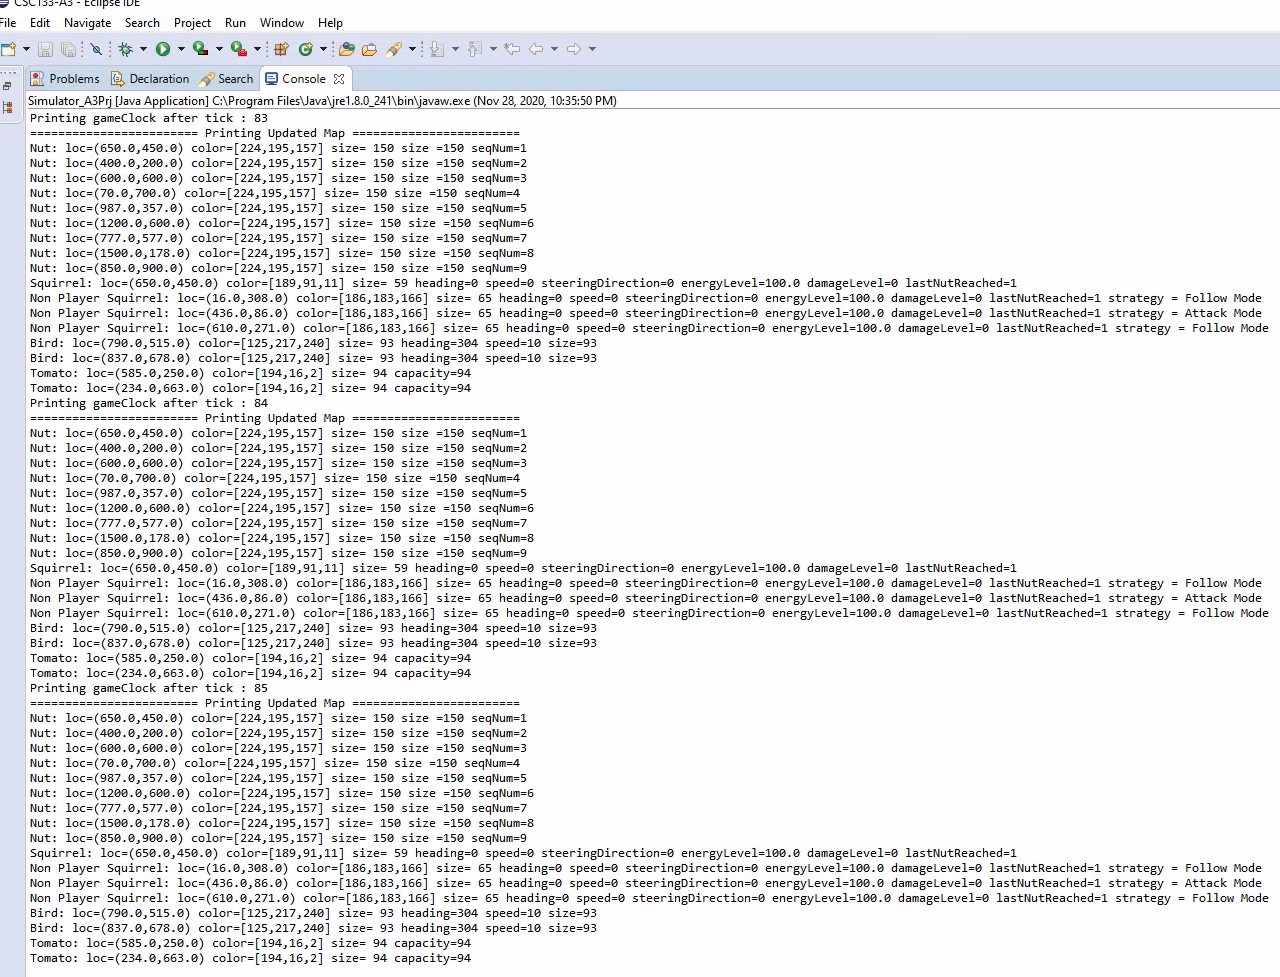 CSC133-A3 - Eclipse IDE
File Edit Navigate Search Project Run Window Help
Problems Declaration Search Console
Simulator_A3Prj [Java Application] C:\Program Files\Java\jre1.8.0_241\bin\javaw.exe (Nov 28, 2020, 10:35:50 PM)
Printing gameClock after tick : 83
======================== Printing Updated Map ========================
Nut: loc=(650.0,450.0) color=[224,195,157] size= 150 size =150 seqNum=1
Nut: loc=(400.0,200.0) color=[224,195,157] size= 150 size =150 seqNum=2
Nut: loc=(600.0,600.0) color=[224,195,157] size= 150 size =150 seqNum=3
Nut: loc=(70.0,700.0) color=[224,195,157] size= 150 size =150 seqNum=4
Nut: loc=(987.0,357.0) color=[224,195,157] size= 150 size =150 seqNum=5
Nut: loc=(1200.0,600.0) color=[224,195,157] size= 150 size =150 seqNum=6
Nut: loc=(777.0,577.0) color=[224,195,157] size= 150 size =150 seqNum=7
Nut: loc=(1500.0,178.0) color=[224,195,157] size= 150 size =150 seqNum=8
Nut: loc=(850.0,900.0) color=[224,195,157] size= 150 size =150 seqNum=9
Squirrel: loc=(650.0,450.0) color=[189,91,11] size= 59 heading=0 speed=0 steeringDirection=0 energyLevel=100.0 damageLevel=0 lastNutReached=1
Non Player Squirrel: loc=(16.0,308.0) color=[186,183,166] size= 65 heading=0 speed=0 steeringDirection=0 energyLevel=100.0 damageLevel=0 lastNutReached=1 strategy = Follow Mode
Non Player Squirrel: loc=(436.0,86.0) color=[186,183,166] size= 65 heading=0 speed=0 steeringDirection=0 energyLevel=100.0 damageLevel=0 lastNutReached=1 strategy = Attack Mode
Non Player Squirrel: loc=(610.0,271.0) color=[186,183,166] size= 65 heading=0 speed=0 steeringDirection=0 energyLevel=100.0 damageLevel=0 lastNutReached=1 strategy = Follow Mode
Bird: loc=(790.0,515.0) color=[125,217,240] size= 93 heading=304 speed=10 size=93
Bird: loc=(837.0,678.0) color=[125,217,240] size= 93 heading=304 speed=10 size=93
Tomato: loc=(585.0,250.0) color=[194,16,2] size= 94 capacity=94
Tomato: loc=(234.0,663.0) color=[194,16,2] size= 94 capacity=94
Printing gameClock after tick : 84
======================== Printing Updated Map ========================
Nut: loc=(650.0,450.0) color=[224,195,157] size= 150 size =150 seqNum=1
Nut: loc=(400.0,200.0) color=[224,195,157] size= 150 size =150 seqNum=2
Nut: loc=(600.0,600.0) color=[224,195,157] size= 150 size =150 seqNum=3
Nut: loc=(70.0,700.0) color=[224,195,157] size= 150 size =150 seqNum=4
Nut: loc=(987.0,357.0) color=[224,195,157] size= 150 size =150 seqNum=5
Nut: loc=(1200.0,600.0) color=[224,195,157] size= 150 size =150 seqNum=6
Nut: loc=(777.0,577.0) color=[224,195,157] size= 150 size =150 seqNum=7
Nut: loc=(1500.0,178.0) color=[224,195,157] size= 150 size =150 seqNum=8
Nut: loc=(850.0,900.0) color=[224,195,157] size= 150 size =150 seqNum=9
Squirrel: loc=(650.0,450.0) color=[189,91,11] size= 59 heading=0 speed=0 steeringDirection=0 energyLevel=100.0 damageLevel=0 lastNutReached=1
Non Player Squirrel: loc=(16.0,308.0) color=[186,183,166] size= 65 heading=0 speed=0 steeringDirection=0 energyLevel=100.0 damageLevel=0 lastNutReached=1 strategy = Follow Mode
Non Player Squirrel: loc=(436.0,86.0) color=[186,183,166] size= 65 heading=0 speed=0 steeringDirection=0 energyLevel=100.0 damageLevel=0 lastNutReached=1 strategy = Attack Mode
Non Player Squirrel: loc=(610.0,271.0) color=[186,183,166] size= 65 heading=0 speed=0 steeringDirection=0 energyLevel=100.0 damageLevel=0 lastNutReached=1 strategy = Follow Mode
Bird: loc=(790.0,515.0) color=[125,217,240] size= 93 heading=304 speed=10 size=93
Bird: loc=(837.0,678.0) color=[125,217,240] size= 93 heading=304 speed=10 size=93
Tomato: loc=(585.0,250.0) color=[194,16,2] size= 94 capacity=94
Tomato: loc=(234.0,663.0) color=[194,16,2] size= 94 capacity=94
Printing gameClock after tick : 85
======================== Printing Updated Map ========================
Nut: loc=(650.0,450.0) color=[224,195,157] size= 150 size =150 seqNum=1
Nut: loc=(400.0,200.0) color=[224,195,157] size= 150 size =150 seqNum=2
Nut: loc=(600.0,600.0) color=[224,195,157] size= 150 size =150 seqNum=3
Nut: loc=(70.0,700.0) color=[224,195,157] size= 150 size =150 seqNum=4
Nut: loc=(987.0,357.0) color=[224,195,157] size= 150 size =150 seqNum=5
Nut: loc=(1200.0,600.0) color=[224,195,157] size= 150 size =150 seqNum=6
Nut: loc=(777.0,577.0) color=[224,195,157] size= 150 size =150 seqNum=7
Nut: loc=(1500.0,178.0) color=[224,195,157] size= 150 size =150 seqNum=8
Nut: loc=(850.0,900.0) color=[224,195,157] size= 150 size =150 seqNum=9
Squirrel: loc=(650.0,450.0) color=[189,91,11] size= 59 heading=0 speed=0 steeringDirection=0 energyLevel=100.0 damageLevel=0 lastNutReached=1
Non Player Squirrel: loc=(16.0,308.0) color=[186,183,166] size= 65 heading=0 speed=0 steeringDirection=0 energyLevel=100.0 damageLevel=0 lastNutReached=1 strategy = Follow Mode
Non Player Squirrel: loc=(436.0,86.0) color=[186,183,166] size= 65 heading=0 speed=0 steeringDirection=0 energyLevel=100.0 damageLevel=0 lastNutReached=1 strategy = Attack Mode
Non Player Squirrel: loc=(610.0,271.0) color=[186,183,166] size= 65 heading=0 speed=0 steeringDirection=0 energyLevel=100.0 damageLevel=0 lastNutReached=1 strategy = Follow Mode
Bird: loc=(790.0,515.0) color=[125,217,240] size= 93 heading=304 speed=10 size=93
Bird: loc=(837.0,678.0) color=[125,217,240] size= 93 heading=304 speed=10 size=93
Tomato: loc=(585.0,250.0) color=[194,16,2] size= 94 capacity=94
Tomato: loc=(234.0,663.0) color=[194,16,2] size= 94 capacity=94